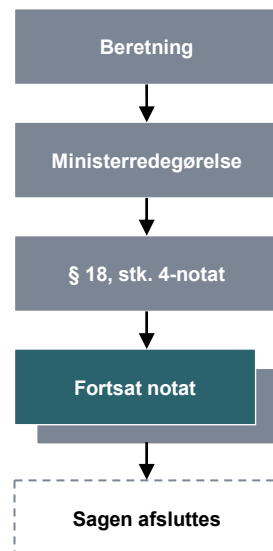 Beretning
Ministerredegørelse
§ 18, stk. 4-notat
Fortsat notat
Sagen afsluttes